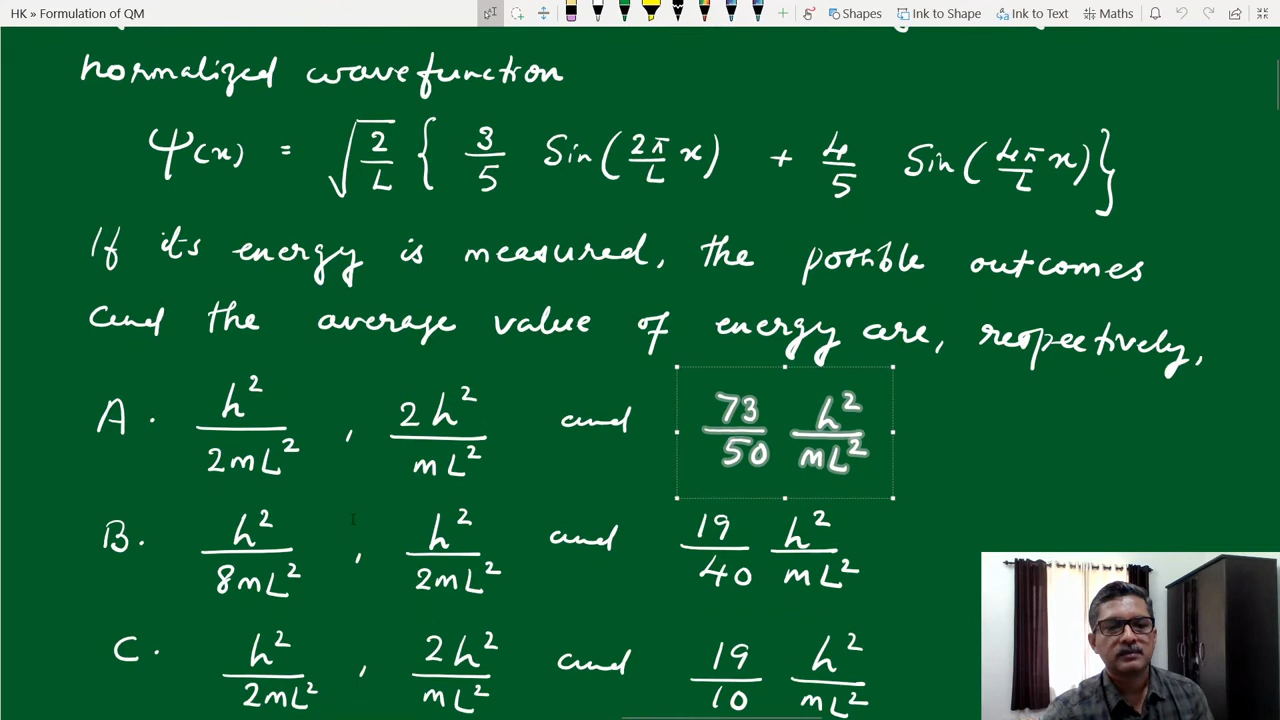 HK » Formulation of QM
Shapes Ink to Shape Ink to Text Maths
normalized wavefunction
Ψ(x) = √(2/L) { 3/5 Sin(2π/L x) + 4/5 Sin(4π/L x) }
If its energy is measured, the possible outcomes
and the average value of energy are, respectively,
A. h²/2mL² , 2h²/mL² and 73/50 h²/mL²
B. h²/8mL² , h²/2mL² and 19/40 h²/mL²
C. h²/2mL² , 2h²/mL² and 19/10 h²/mL²